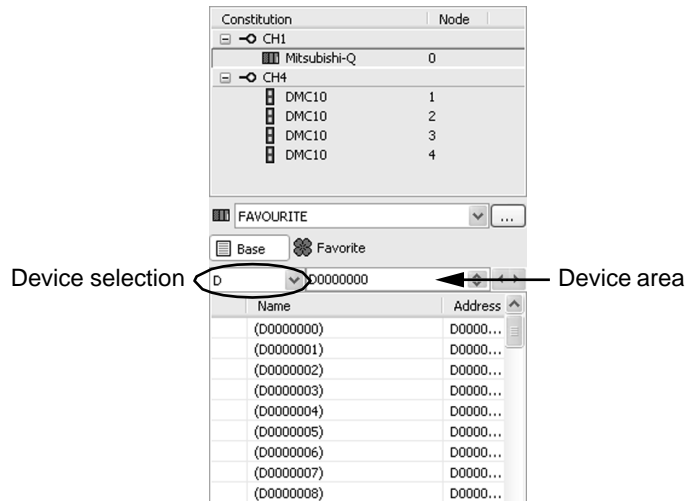 Constitution Node
CH1
Mitsubishi-Q 0
CH4
DMC10 1
DMC10 2
DMC10 3
DMC10 4
FAVOURITE ...
Base Favorite
Device selection D D0000000 Device area
Name Address
(D0000000) D0000...
(D0000001) D0000...
(D0000002) D0000...
(D0000003) D0000...
(D0000004) D0000...
(D0000005) D0000...
(D0000006) D0000...
(D0000007) D0000...
(D0000008) D0000...